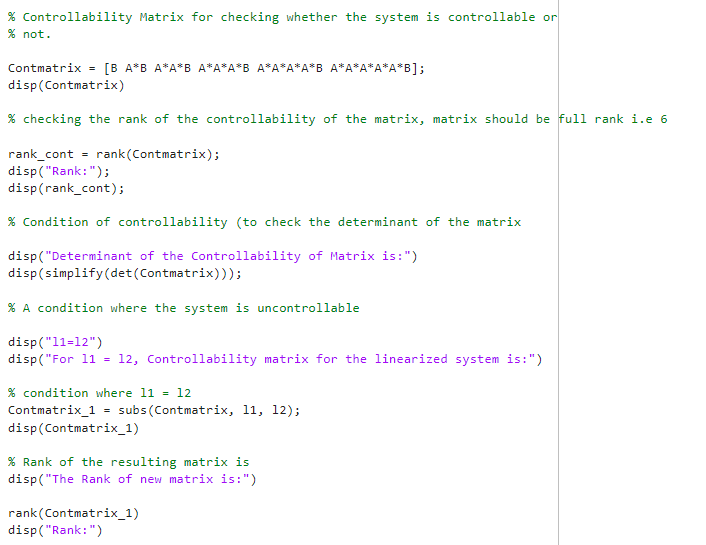 % Controllability Matrix for checking whether the system is controllable or
% not.
Contmatrix = [B A*B A*A*B A*A*A*B A*A*A*A*B A*A*A*A*A*B];
disp(Contmatrix)
% checking the rank of the controllability of the matrix, matrix should be full rank i.e 6
rank_cont = rank(Contmatrix);
disp("Rank:");
disp(rank_cont);
% Condition of controllability (to check the determinant of the matrix
disp("Determinant of the Controllability of Matrix is:")
disp(simplify(det(Contmatrix)));
% A condition where the system is uncontrollable
disp("l1=l2")
disp("For l1 = l2, Controllability matrix for the linearized system is:")
% condition where l1 = l2
Contmatrix_1 = subs(Contmatrix, l1, l2);
disp(Contmatrix_1)
% Rank of the resulting matrix is
disp("The Rank of new matrix is:")
rank(Contmatrix_1)
disp("Rank:")